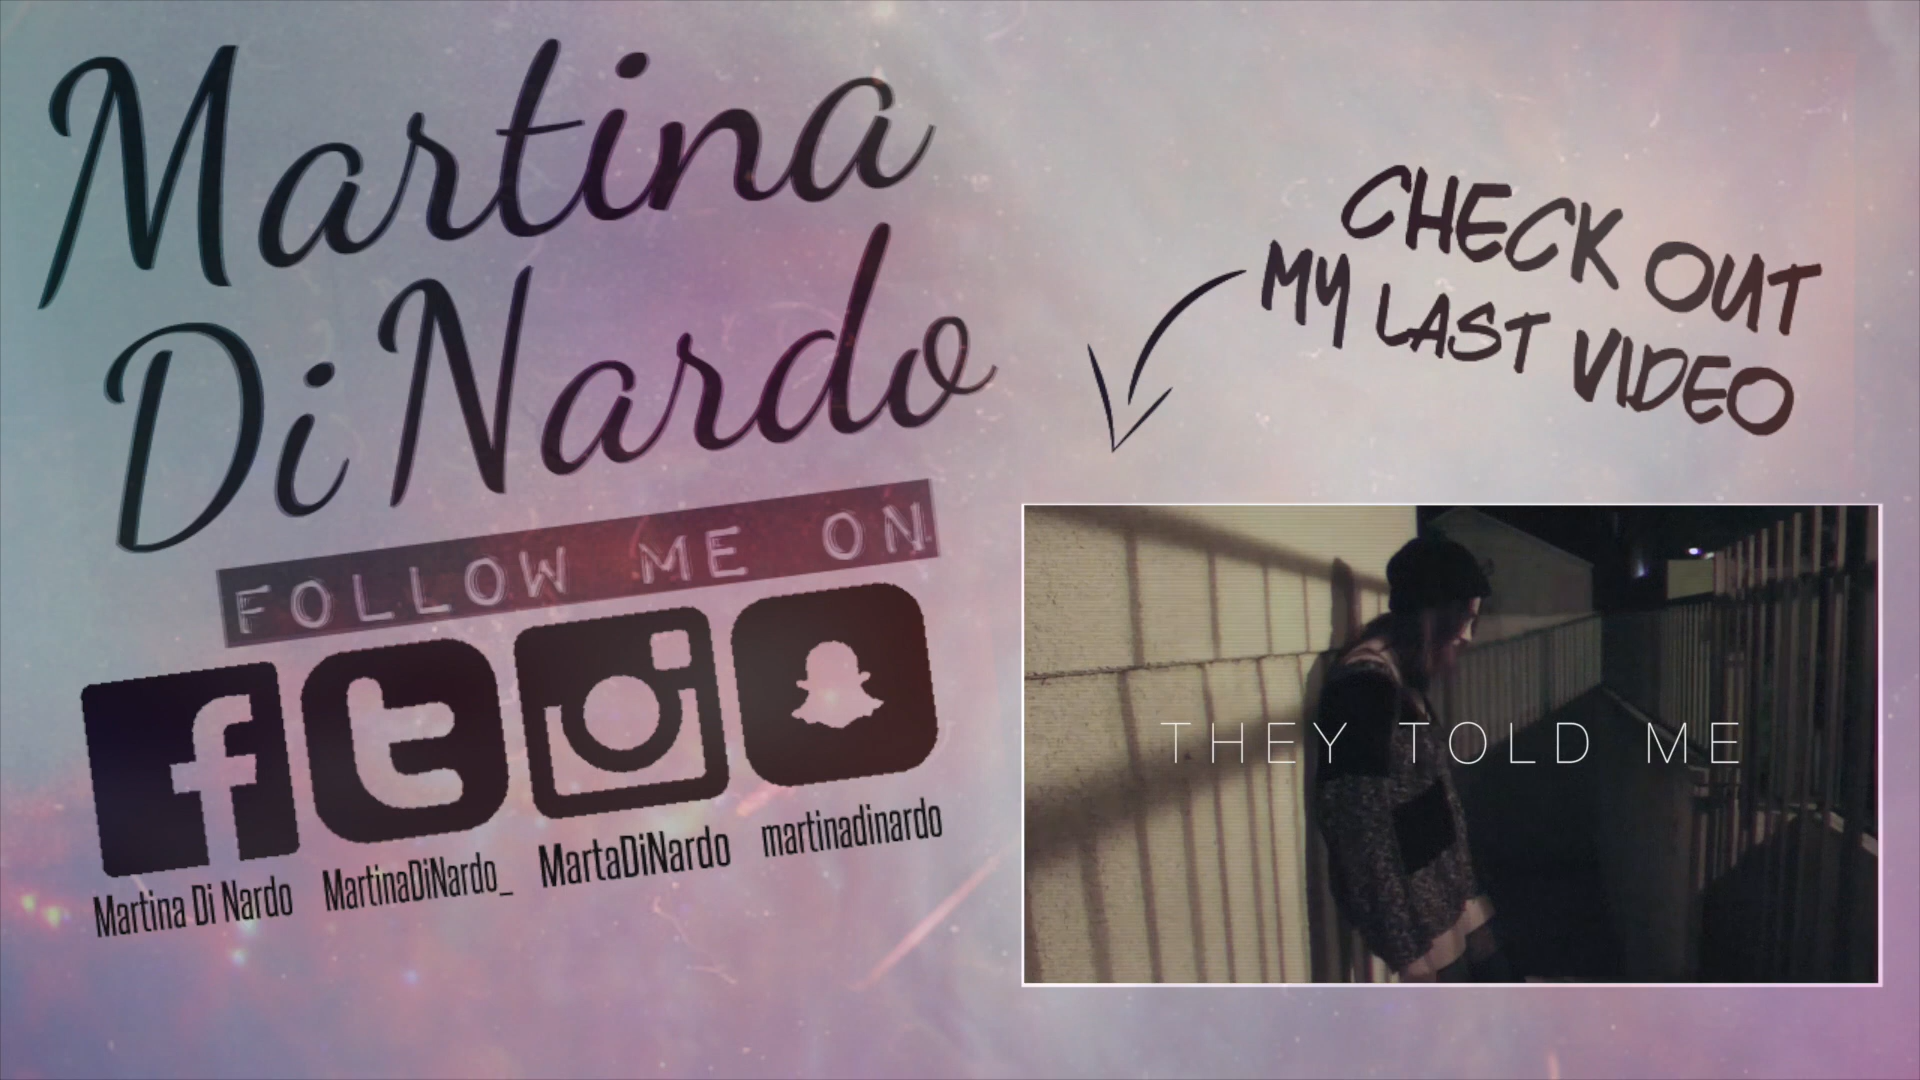 Martina
Di Nardo
FOLLOW ME ON
Martina Di Nardo
MartinaDiNardo_
MartaDiNardo
martinadinardo
CHECK OUT
MY LAST VIDEO
THEY TOLD ME